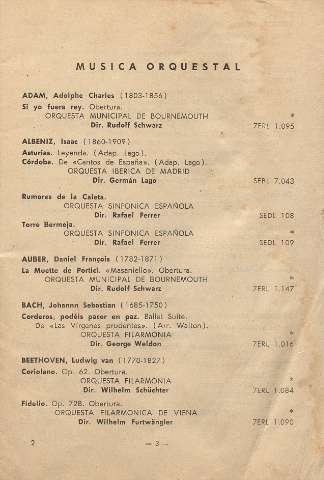 MUSICA ORQUESTAL
ADAM, Adolphe Charles (1803-1856)
Si yo fuera rey. Obertura.
ORQUESTA MUNICIPAL DE BOURNEMOUTH *
Dir. Rudolf Schwarz 7ERL 1.095
ALBENIZ, Isaac (1860-1909)
Asturias. Leyenda. (Adap. Lago).
Córdoba. De «Cantos de España». (Adap. Lago).
ORQUESTA IBERICA DE MADRID
Dir. Germán Lago SEBL 7.043
Rumores de la Caleta.
ORQUESTA SINFONICA ESPAÑOLA
Dir. Rafael Ferrer SEDL 108
Torre Bermeja.
ORQUESTA SINFONICA ESPAÑOLA
Dir. Rafael Ferrer SEDL 109
AUBER, Daniel François (1782-1871)
La Muette de Portici. «Masaniello». Obertura.
ORQUESTA MUNICIPAL DE BOURNEMOUTH *
Dir. Rudolf Schwarz 7ERL 1.147
BACH, Johannn Sebastian (1685-1750)
Corderos, podéis pacer en paz. Ballet Suite.
De «Las Vírgenes prudentes». (Arr. Walton).
ORQUESTA FILARMONIA *
Dir. George Weldon 7ERL 1.016
BEETHOVEN, Ludwig van (1770-1827)
Coriolano. Op. 62. Obertura.
ORQUESTA FILARMONIA *
Dir. Wilhelm Schüchter 7ERL 1.084
Fidelio. Op. 72B. Obertura.
ORQUESTA FILARMONICA DE VIENA *
Dir. Wilhelm Furtwängler 7ERL 1.090
2 — 3 —